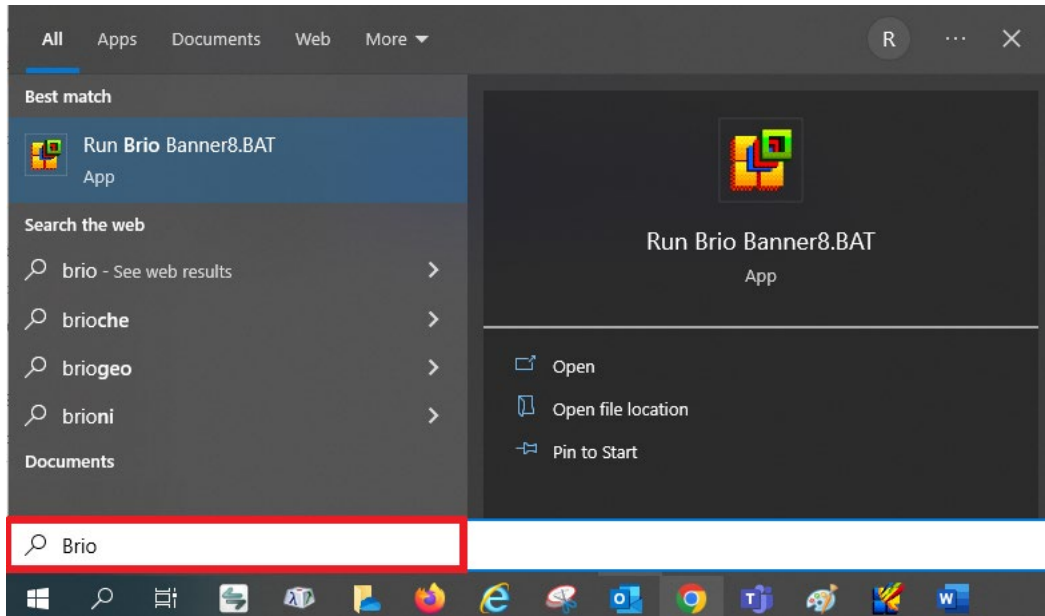 All Apps Documents Web More R ... ×
Best match
Run Brio Banner8.BAT
App
Search the web
brio - See web results
brioche
briogeo
brioni
Documents
Brio
Run Brio Banner8.BAT
App
Open
Open file location
Pin to Start